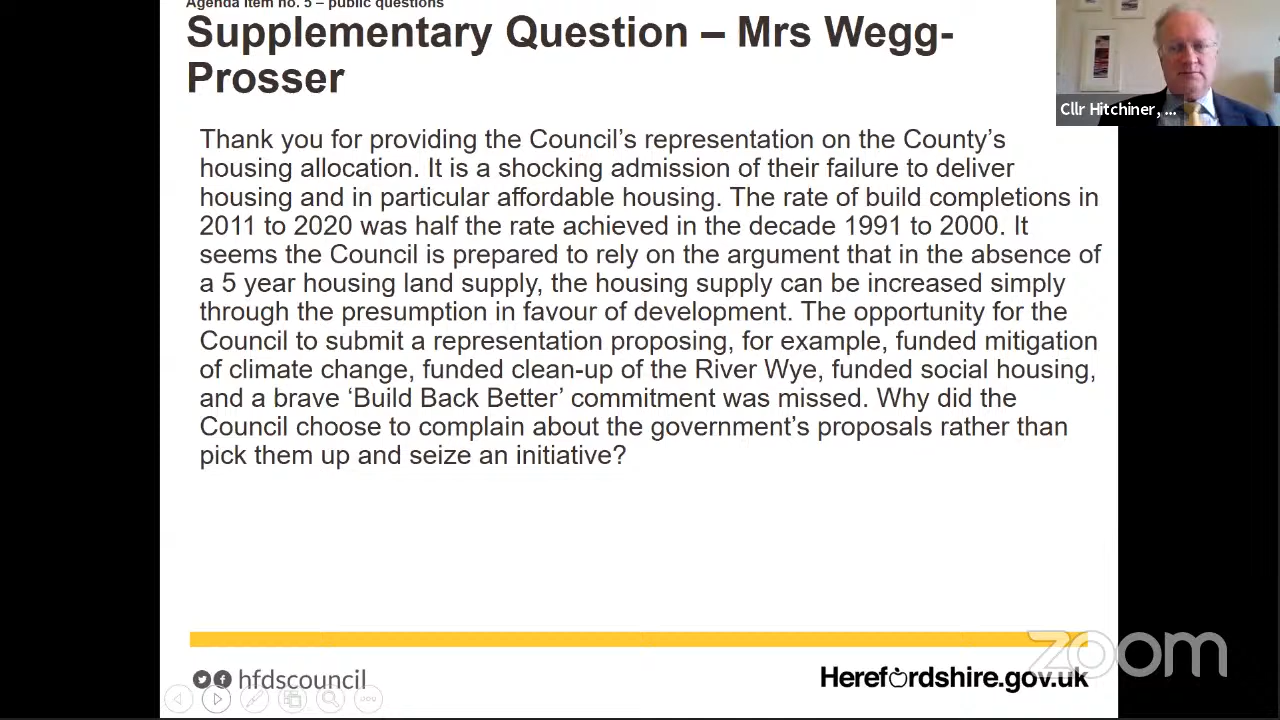 Agenda item no. 5 – public questions
Supplementary Question – Mrs Wegg-
Prosser
Cllr Hitchiner, ...
Thank you for providing the Council’s representation on the County’s
housing allocation. It is a shocking admission of their failure to deliver
housing and in particular affordable housing. The rate of build completions in
2011 to 2020 was half the rate achieved in the decade 1991 to 2000. It
seems the Council is prepared to rely on the argument that in the absence of
a 5 year housing land supply, the housing supply can be increased simply
through the presumption in favour of development. The opportunity for the
Council to submit a representation proposing, for example, funded mitigation
of climate change, funded clean-up of the River Wye, funded social housing,
and a brave ‘Build Back Better’ commitment was missed. Why did the
Council choose to complain about the government’s proposals rather than
pick them up and seize an initiative?
zoom
hfdscouncil
Herefordshire.gov.uk